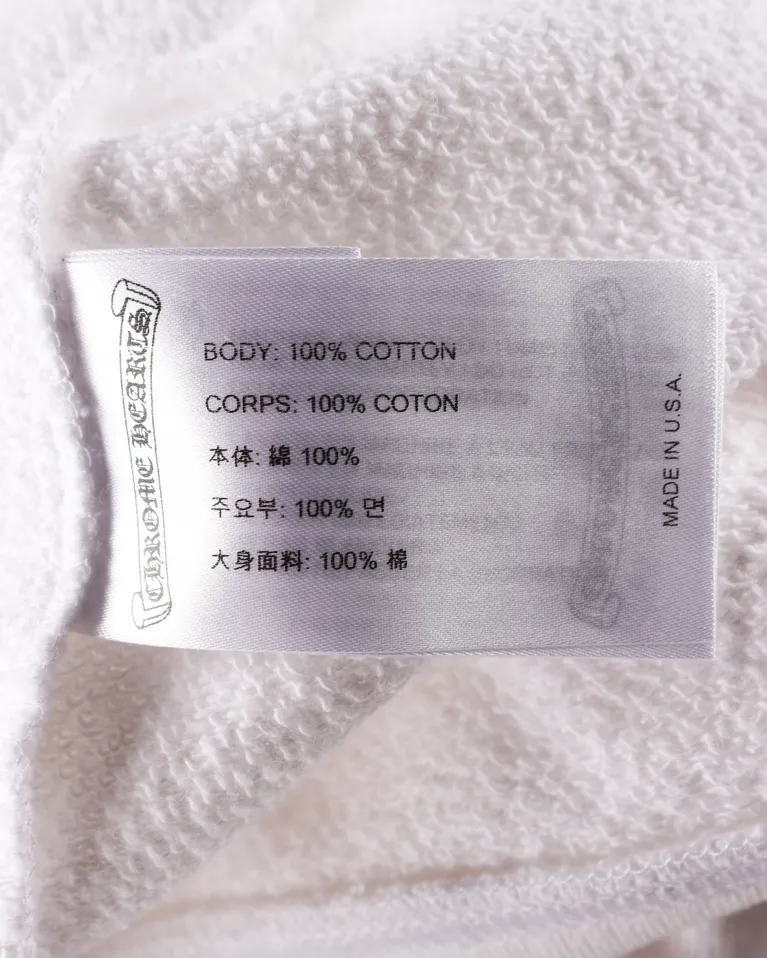 CHROME HEARTS
BODY: 100% COTTON
CORPS: 100% COTON
本体: 綿 100%
주요부: 100% 면
大身面料: 100% 棉
MADE IN U.S.A.